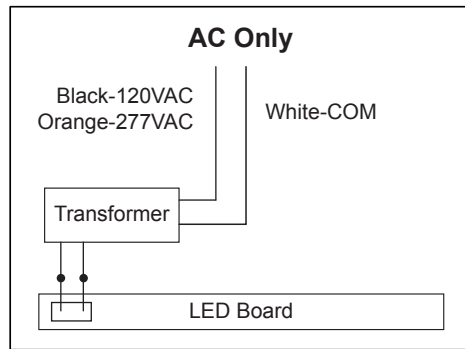 AC Only
Black-120VAC
Orange-277VAC
White-COM
Transformer
LED Board